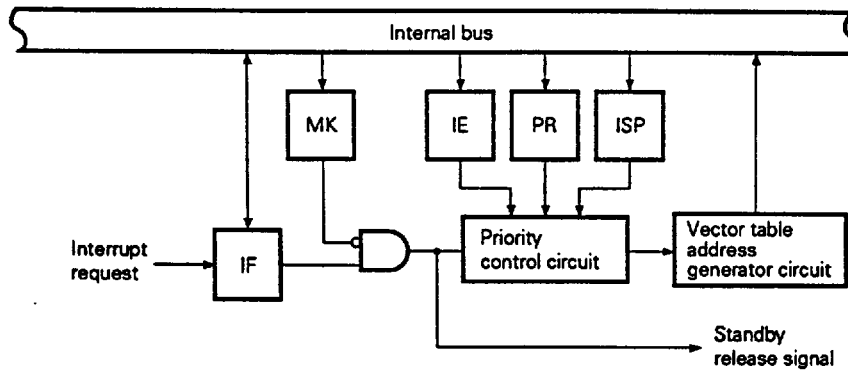 Internal bus
MK
IE
PR
ISP
Interrupt
request
IF
Priority
control circuit
Vector table
address
generator circuit
Standby
release signal